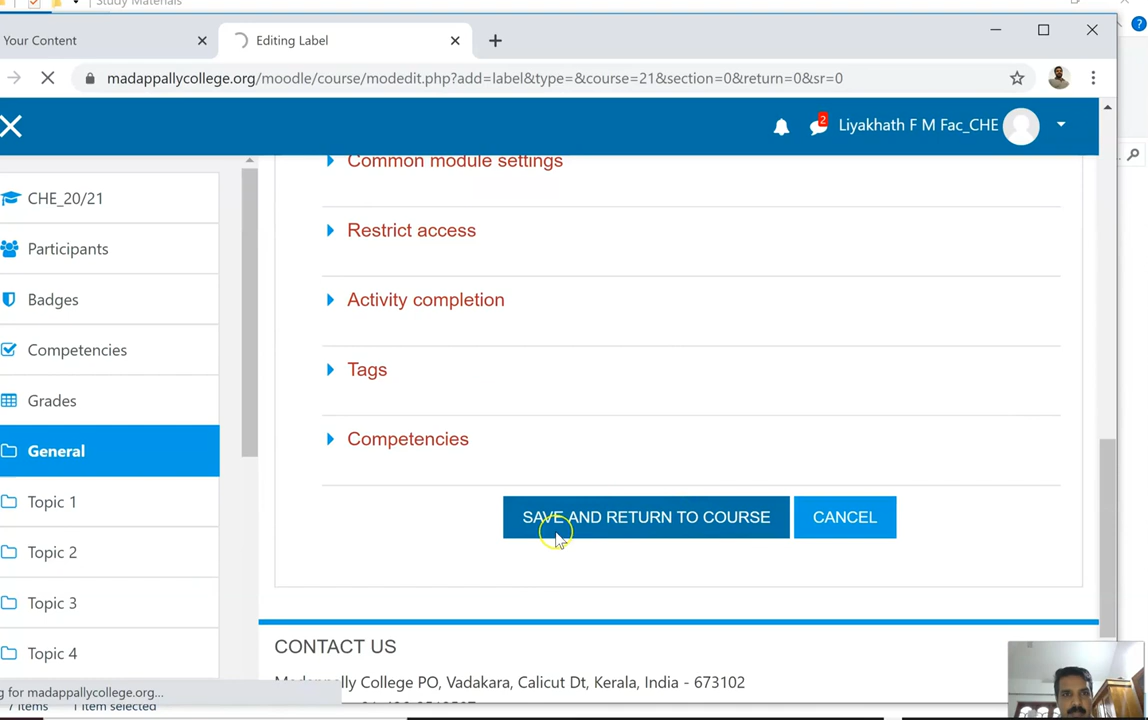 Study Materials
Your Content
Editing Label
madappallycollege.org/moodle/course/modedit.php?add=label&type=&course=21&section=0&return=0&sr=0
2
Liyakhath F M Fac_CHE
Common module settings
CHE_20/21
Restrict access
Participants
Badges
Activity completion
Competencies
Tags
Grades
Competencies
General
Topic 1
SAVE AND RETURN TO COURSE
CANCEL
Topic 2
Topic 3
CONTACT US
Topic 4
Madappally College PO, Vadakara, Calicut Dt, Kerala, India - 673102
g for madappallycollege.org...
7 items
1 item selected